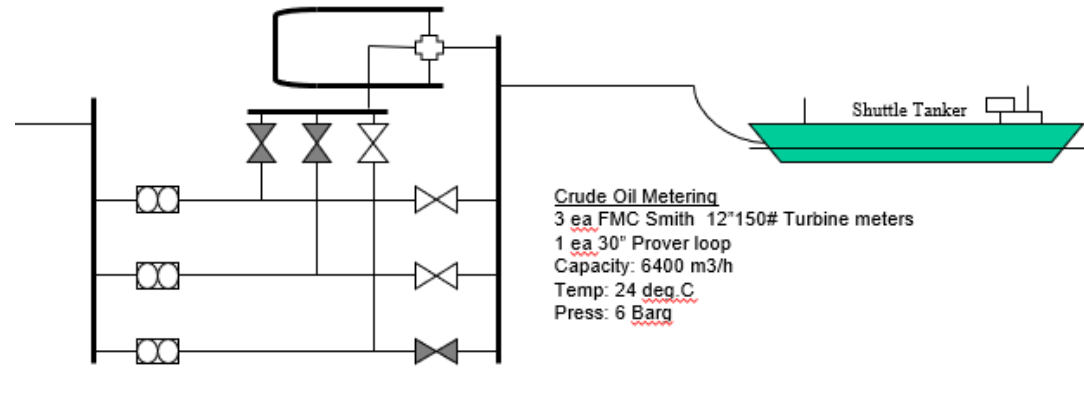 Shuttle Tanker
Crude Oil Metering
3 ea FMC Smith  12"150# Turbine meters
1 ea 30" Prover loop
Capacity: 6400 m3/h
Temp: 24 deg.C
Press: 6 Barg